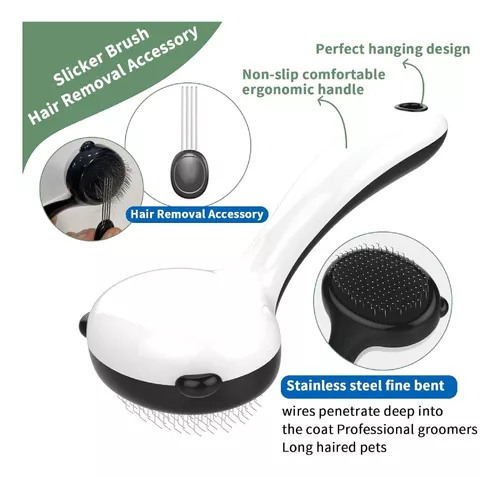 Slicker Brush
Hair Removal Accessory
Perfect hanging design
Non-slip comfortable
ergonomic handle
Hair Removal Accessory
Stainless steel fine bent
wires penetrate deep into
the coat Professional groomers
Long haired pets